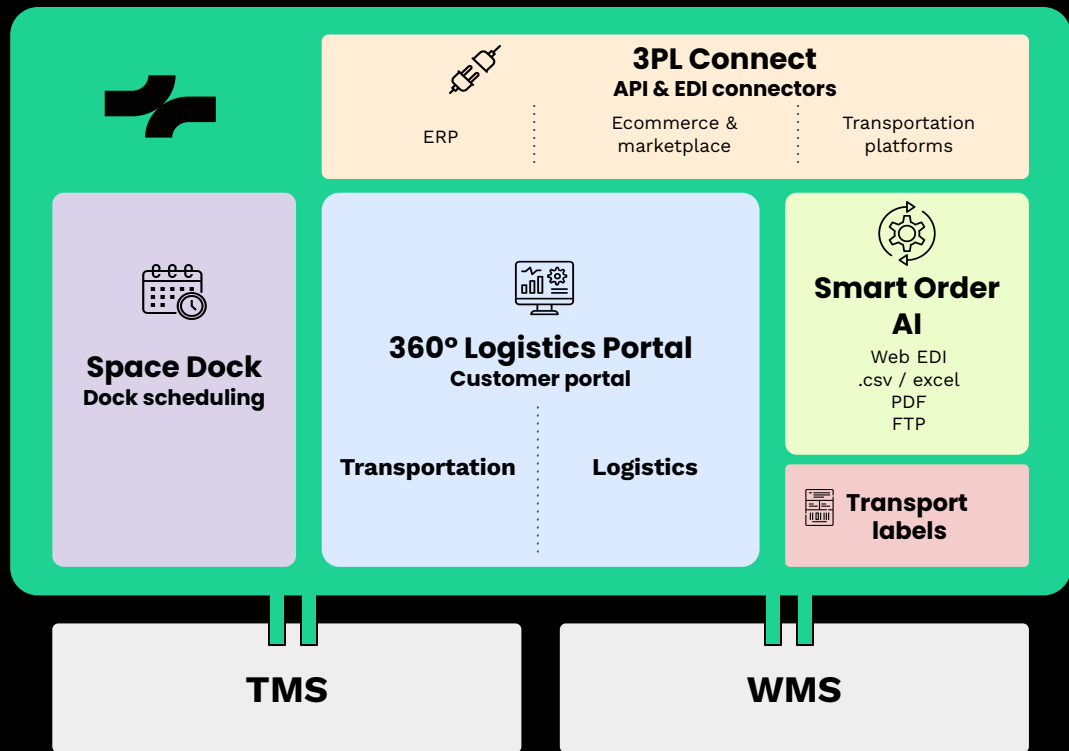 3PL Connect
API & EDI connectors
ERP
Ecommerce &
marketplace
Transportation
platforms
Space Dock
Dock scheduling
360° Logistics Portal
Customer portal
Transportation
Logistics
Smart Order
AI
Web EDI
.csv / excel
PDF
FTP
Transport
labels
TMS
WMS